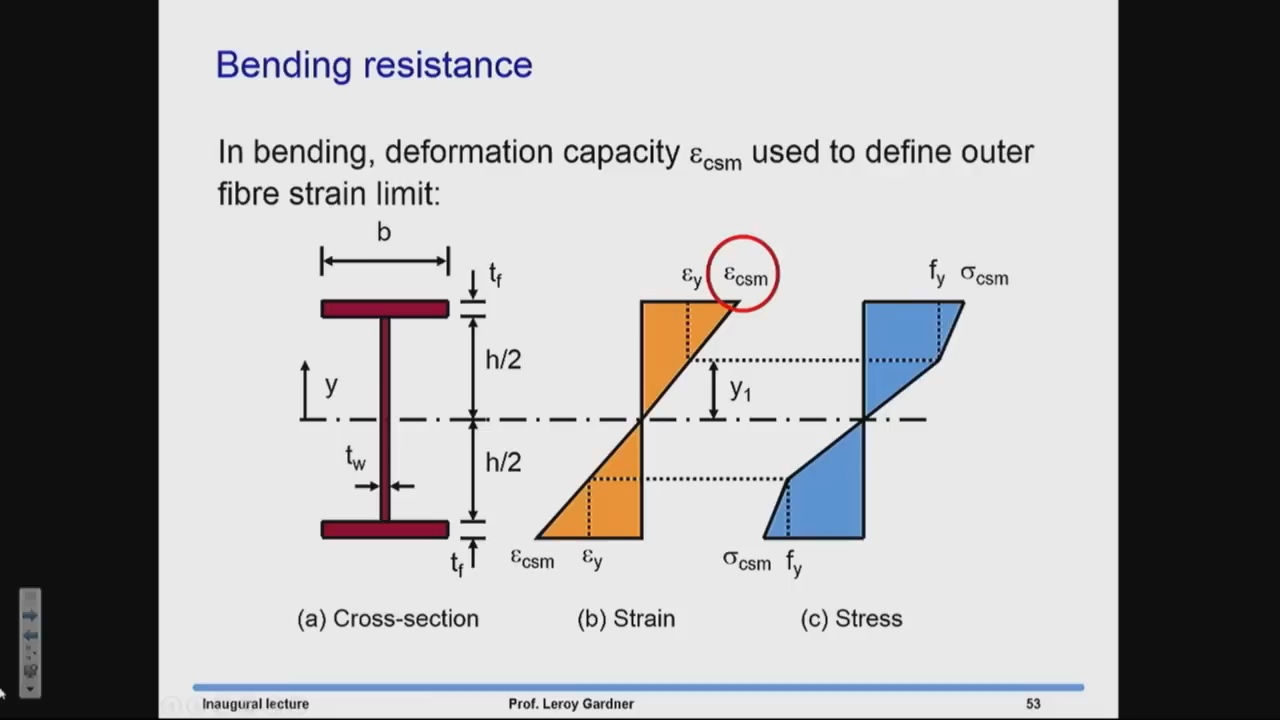 Bending resistance
In bending, deformation capacity εcsm used to define outer
fibre strain limit:
b
tf
εy εcsm
fy σcsm
h/2
y
y1
tw
h/2
tf
εcsm εy
σcsm fy
(a) Cross-section
(b) Strain
(c) Stress
Inaugural lecture
Prof. Leroy Gardner
53